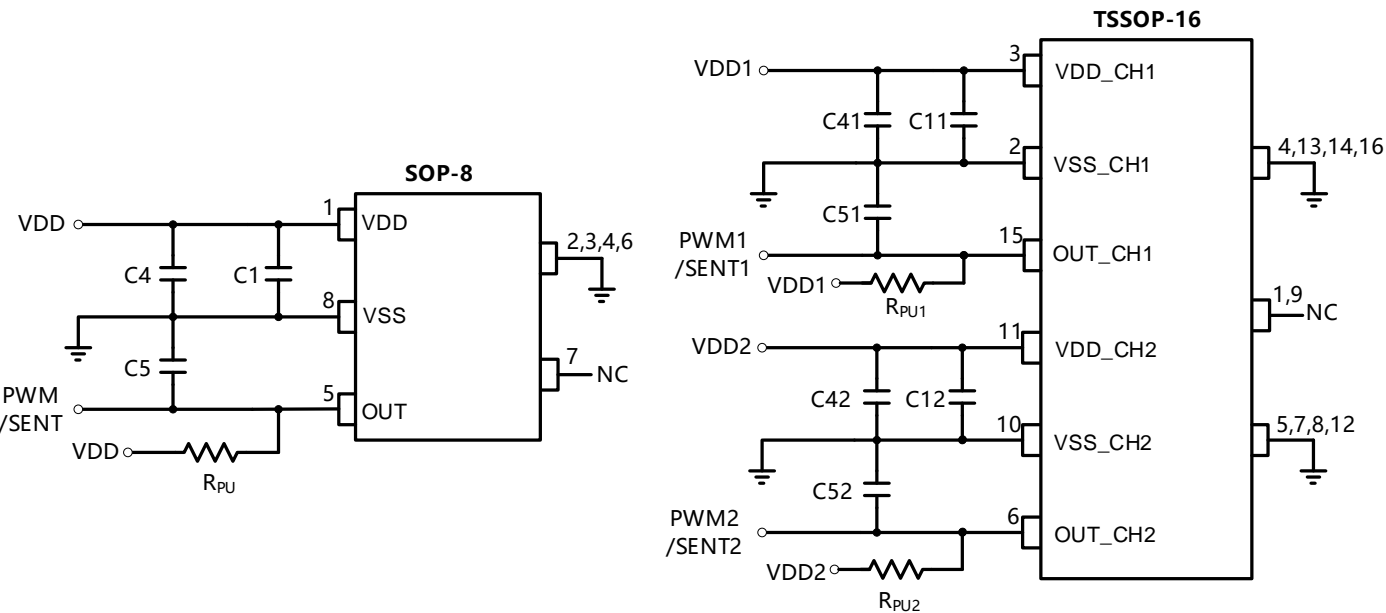 SOP-8
VDD
1
VDD
C4
C1
2,3,4,6
8
VSS
C5
7
NC
PWM
/SENT
5
OUT
VDD
RPU
TSSOP-16
VDD1
3
VDD_CH1
C41
C11
2
VSS_CH1
4,13,14,16
C51
PWM1
/SENT1
15
OUT_CH1
VDD1
RPU1
1,9
NC
VDD2
11
VDD_CH2
C42
C12
10
VSS_CH2
5,7,8,12
C52
PWM2
/SENT2
6
OUT_CH2
VDD2
RPU2